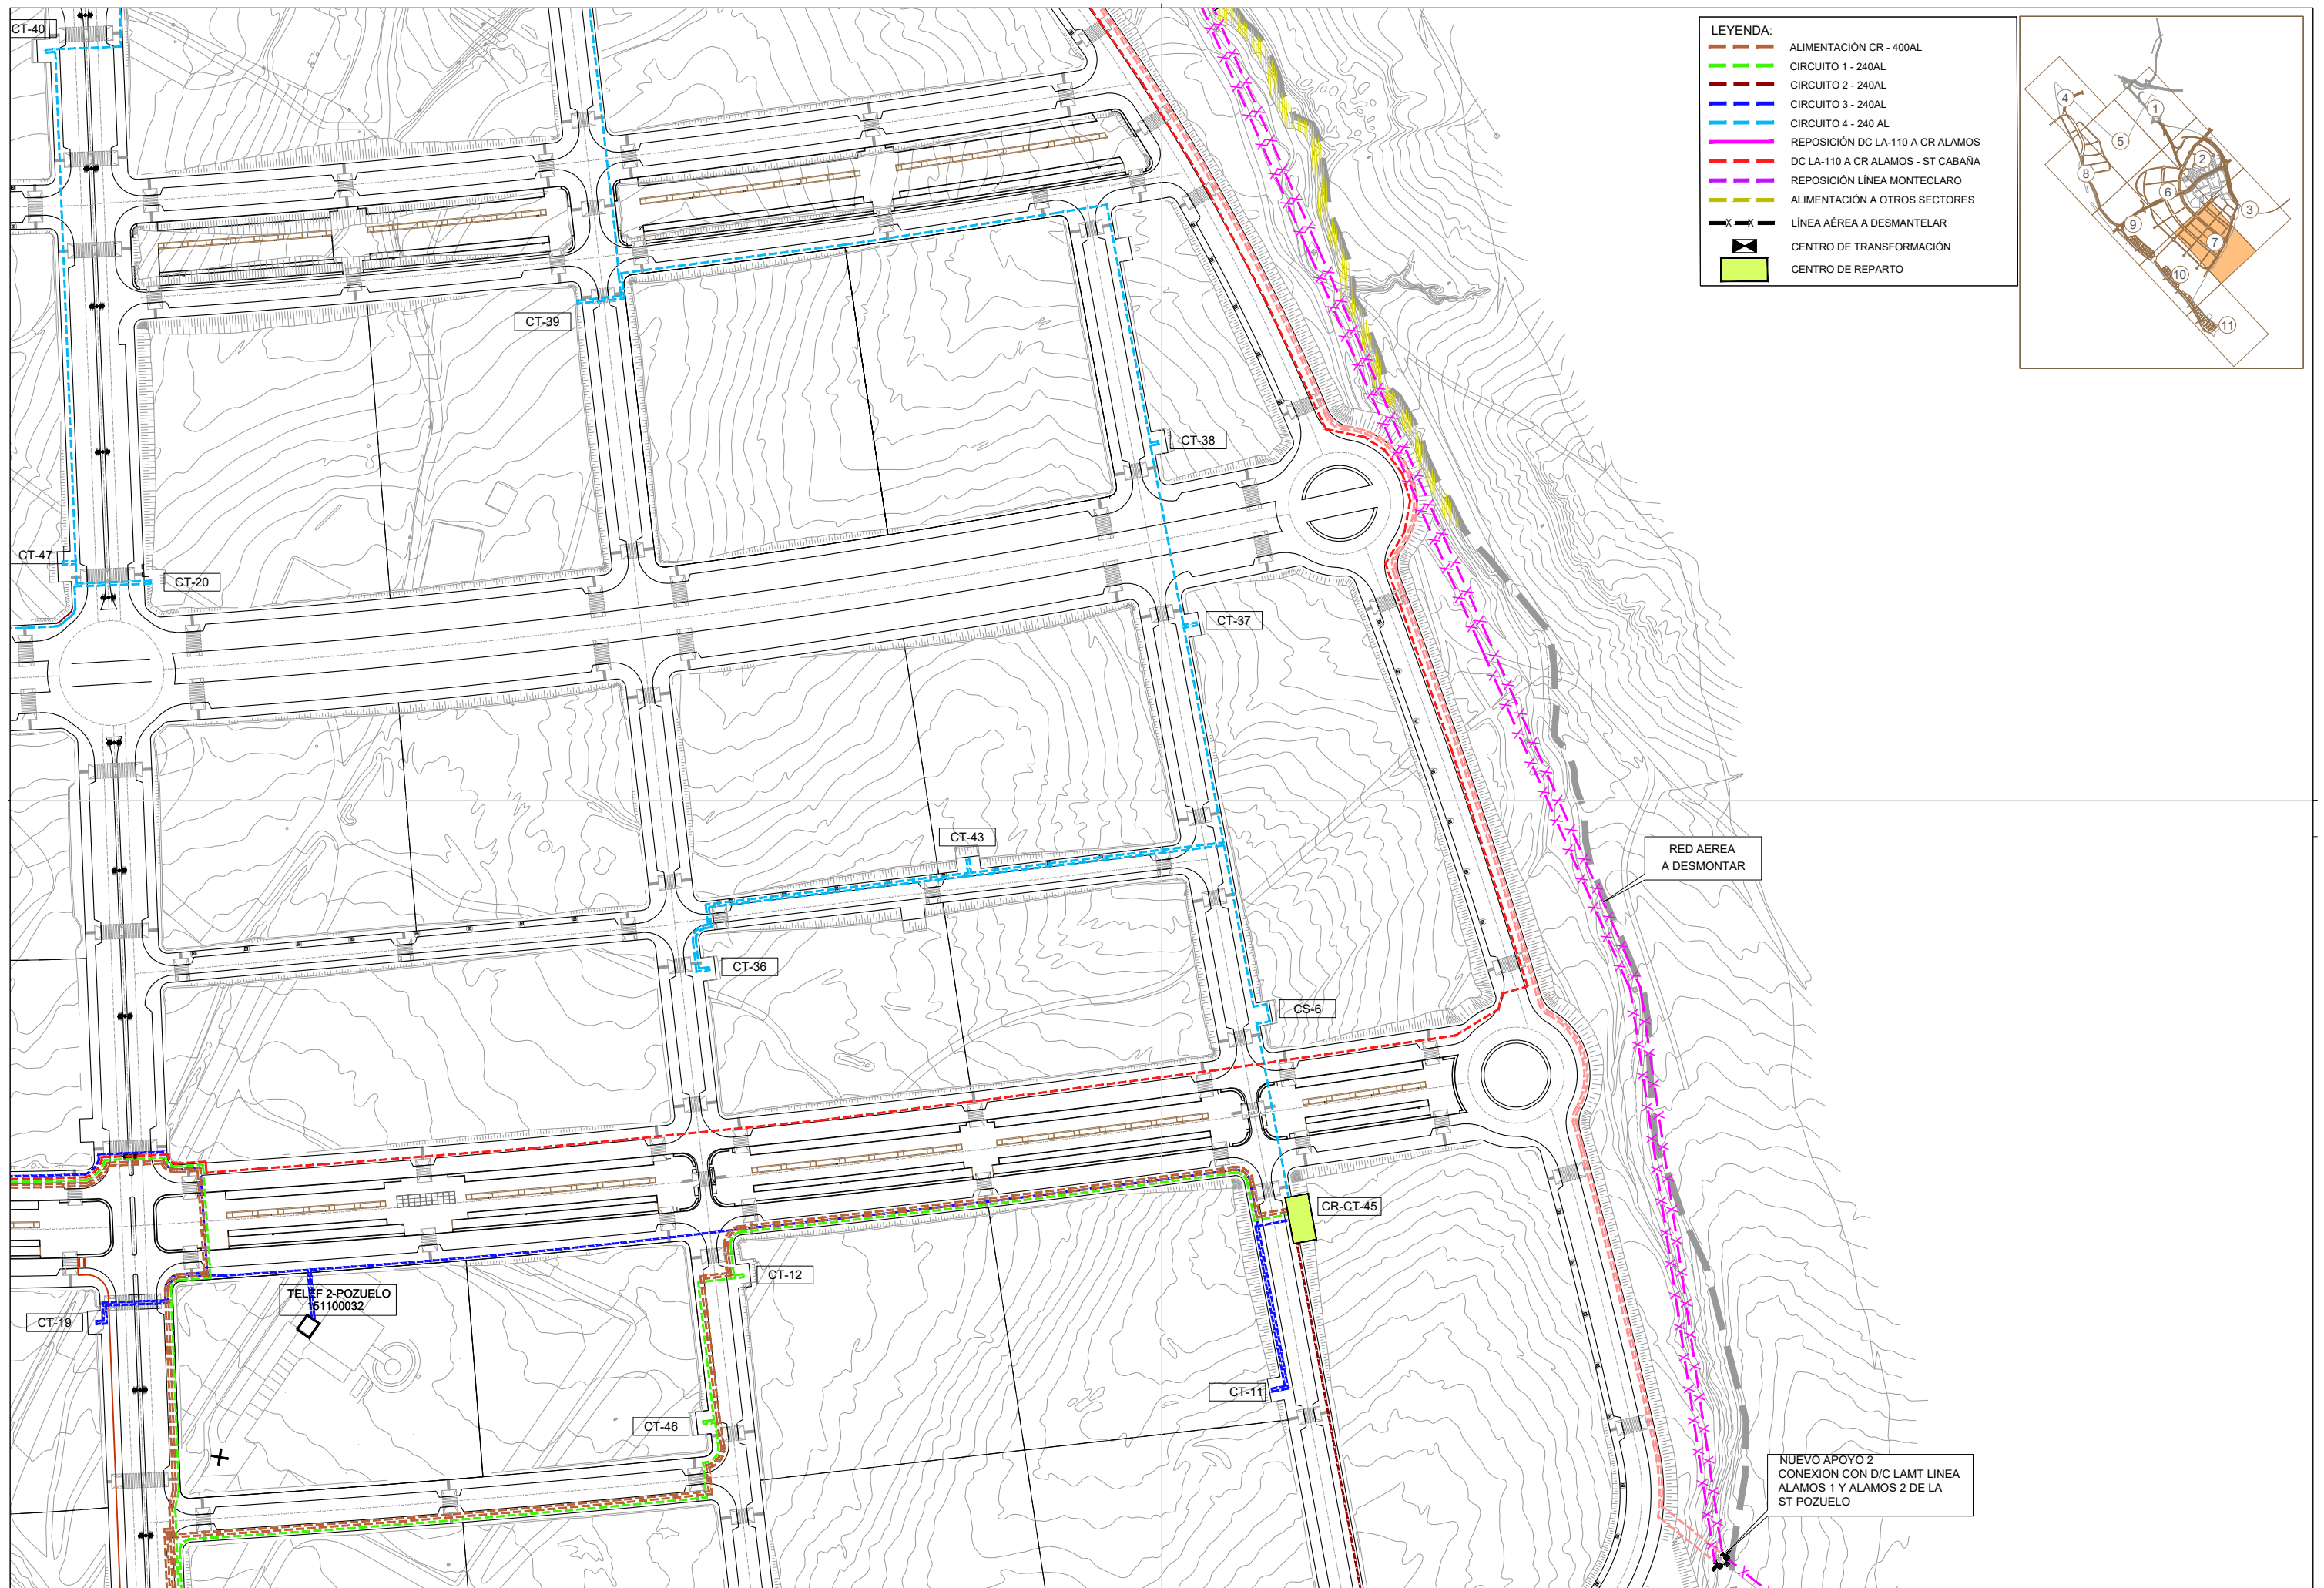 CT-40
LEYENDA:
ALIMENTACIÓN CR - 400AL
CIRCUITO 1 - 240AL
CIRCUITO 2 - 240AL
CIRCUITO 3 - 240AL
CIRCUITO 4 - 240 AL
REPOSICIÓN DC LA-110 A CR ALAMOS
DC LA-110 A CR ALAMOS - ST CABAÑA
REPOSICIÓN LÍNEA MONTECLARO
ALIMENTACIÓN A OTROS SECTORES
LÍNEA AÉREA A DESMANTELAR
CENTRO DE TRANSFORMACIÓN
CENTRO DE REPARTO
4
1
5
2
8
6
3
9
7
10
11
CT-39
CT-38
CT-47
CT-20
CT-37
CT-43
RED AEREA
A DESMONTAR
CT-36
CS-6
CR-CT-45
CT-12
TELEF 2-POZUELO
151100032
CT-19
CT-11
CT-46
NUEVO APOYO 2
CONEXION CON D/C LAMT LINEA
ALAMOS 1 Y ALAMOS 2 DE LA
ST POZUELO